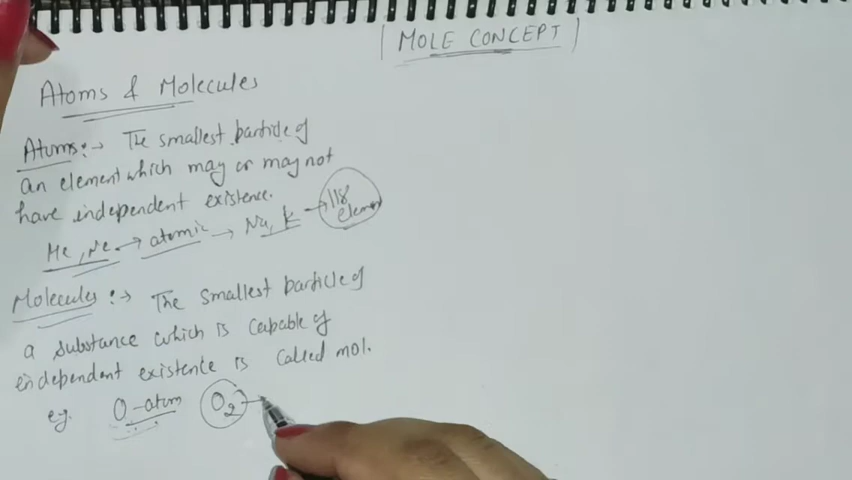 MOLE CONCEPT
Atoms & Molecules
Atoms :→ The smallest particle of
an element which may or may not
have independent existence.
He, Ne → atomic → Na, K → 118 element
Molecules :→ The smallest particle of
a substance which is capable of
independent existence is called mol.
eg. O-atom O₂ →